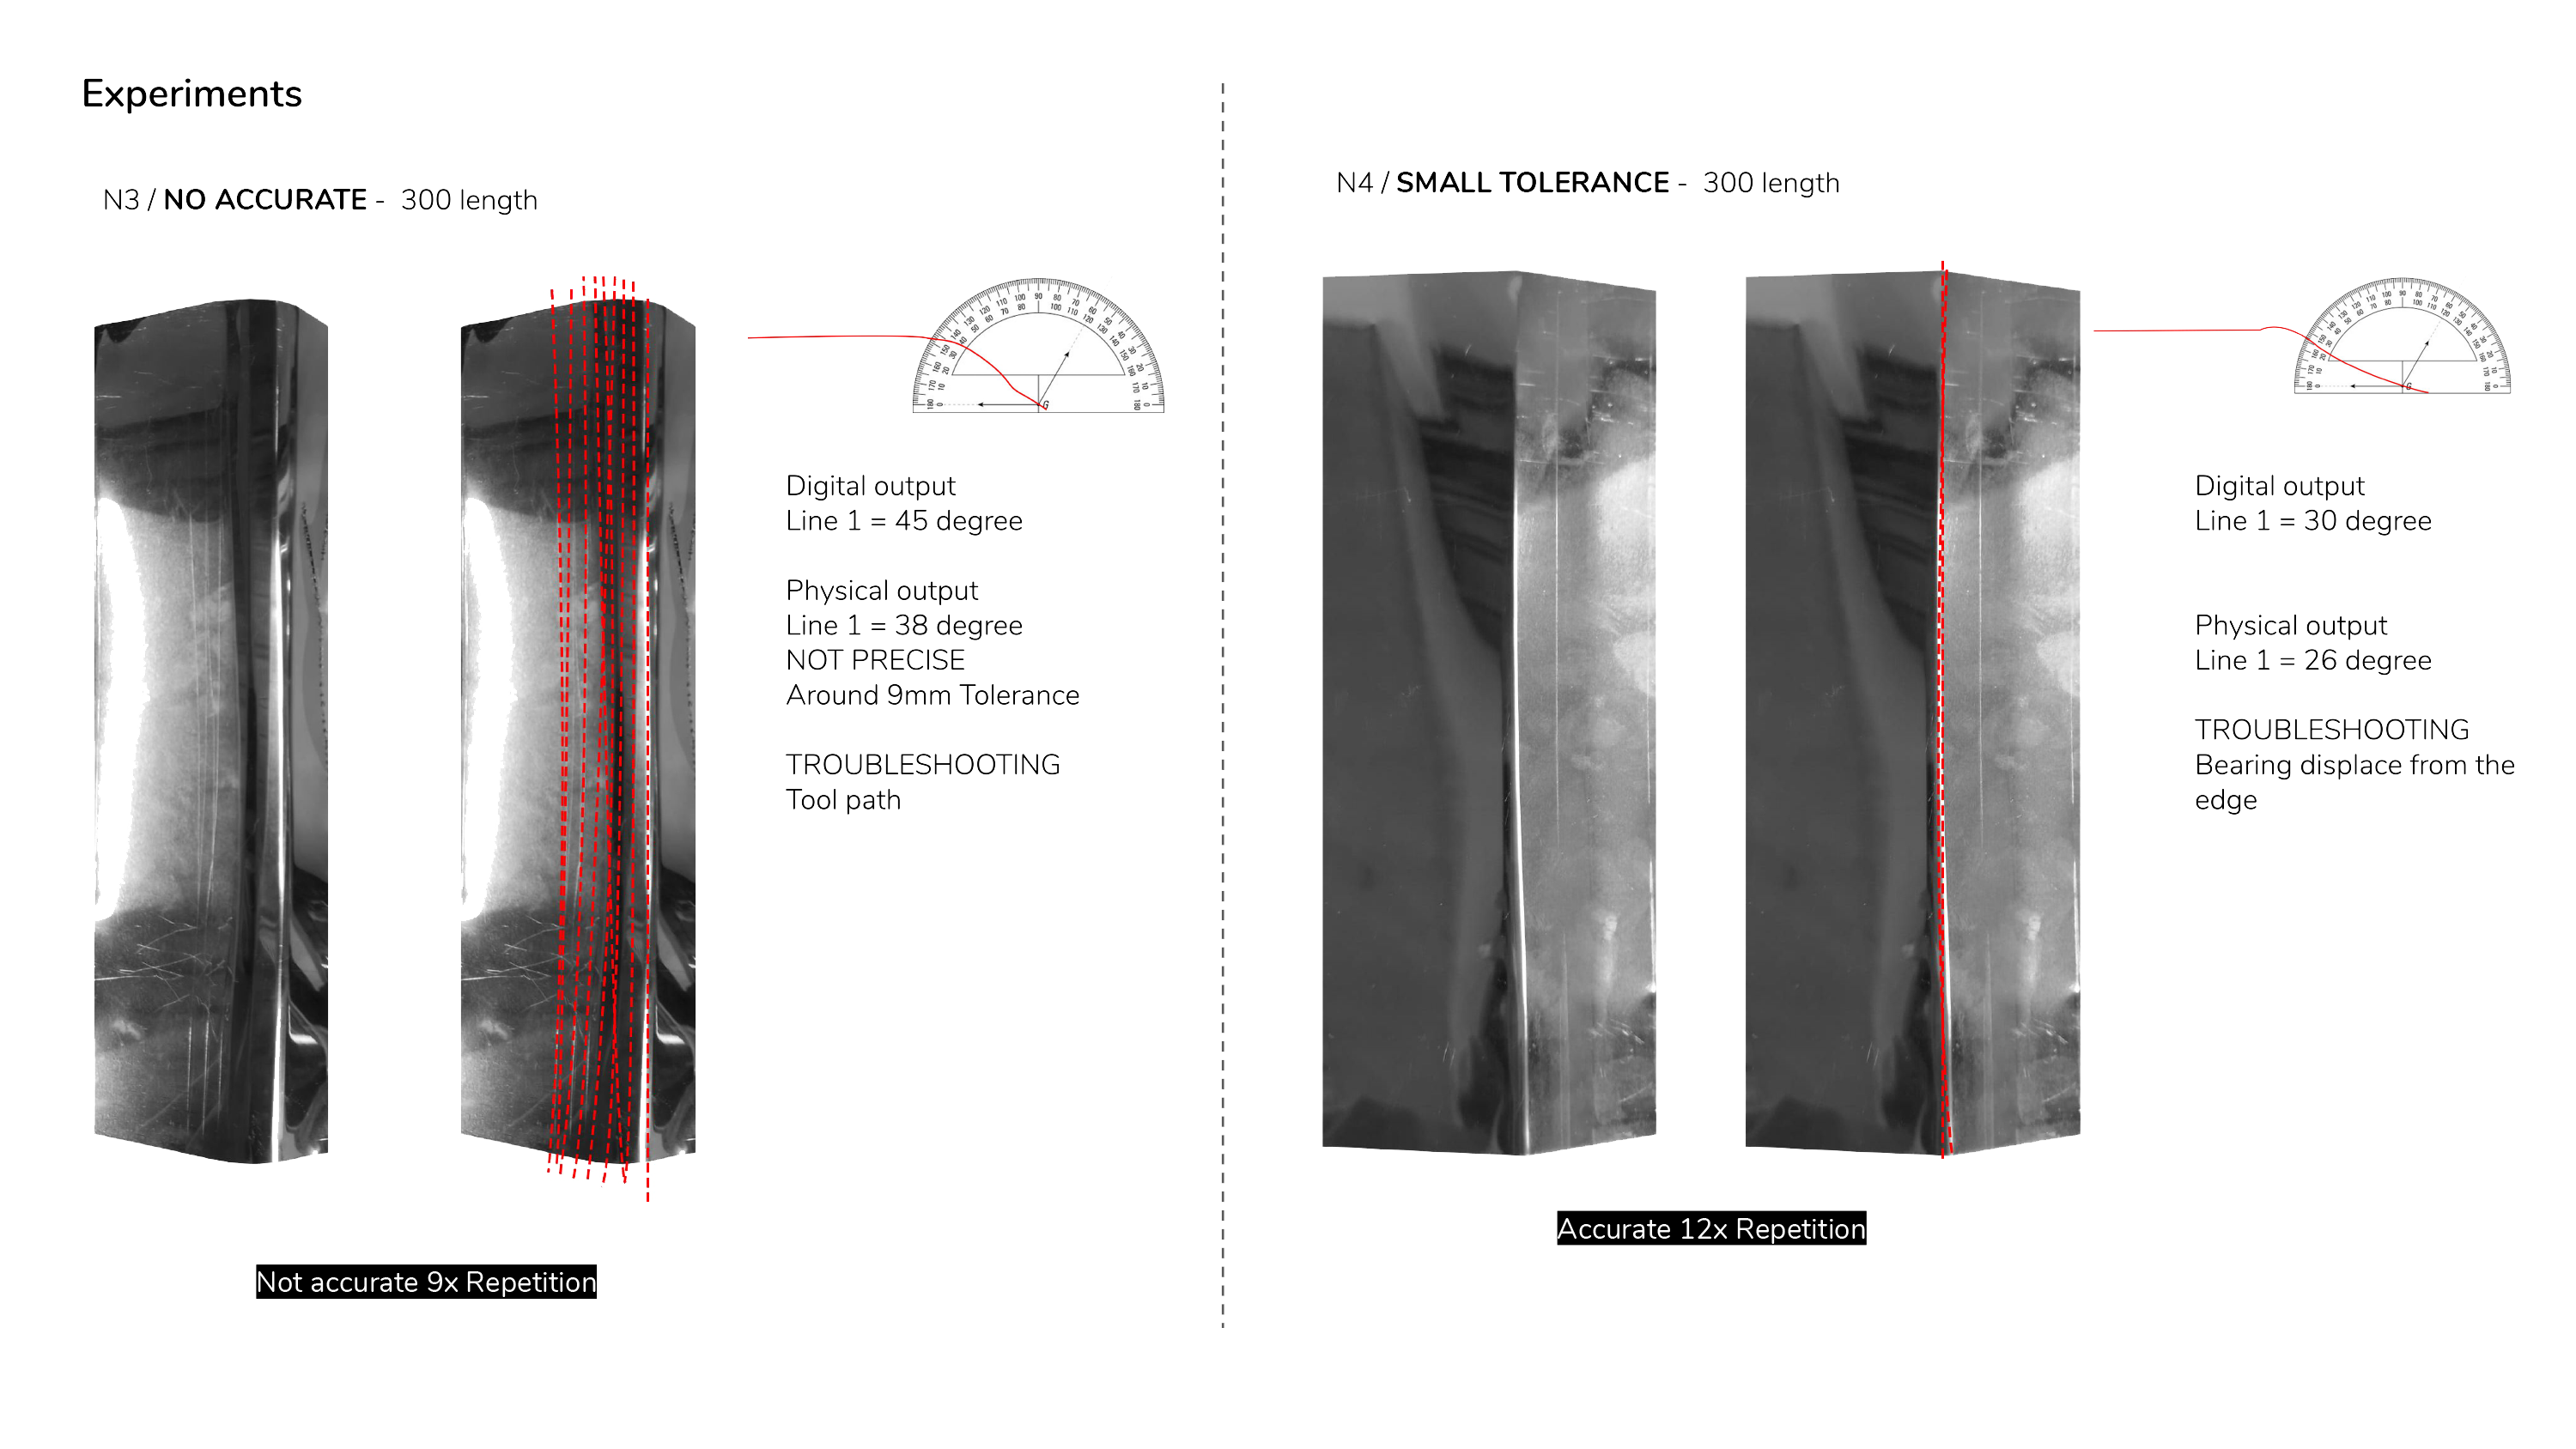 Experiments
N3 / NO ACCURATE - 300 length
Digital output
Line 1 = 45 degree
Physical output
Line 1 = 38 degree
NOT PRECISE
Around 9mm Tolerance
TROUBLESHOOTING
Tool path
Not accurate 9x Repetition
N4 / SMALL TOLERANCE - 300 length
Digital output
Line 1 = 30 degree
Physical output
Line 1 = 26 degree
TROUBLESHOOTING
Bearing displace from the
edge
Accurate 12x Repetition